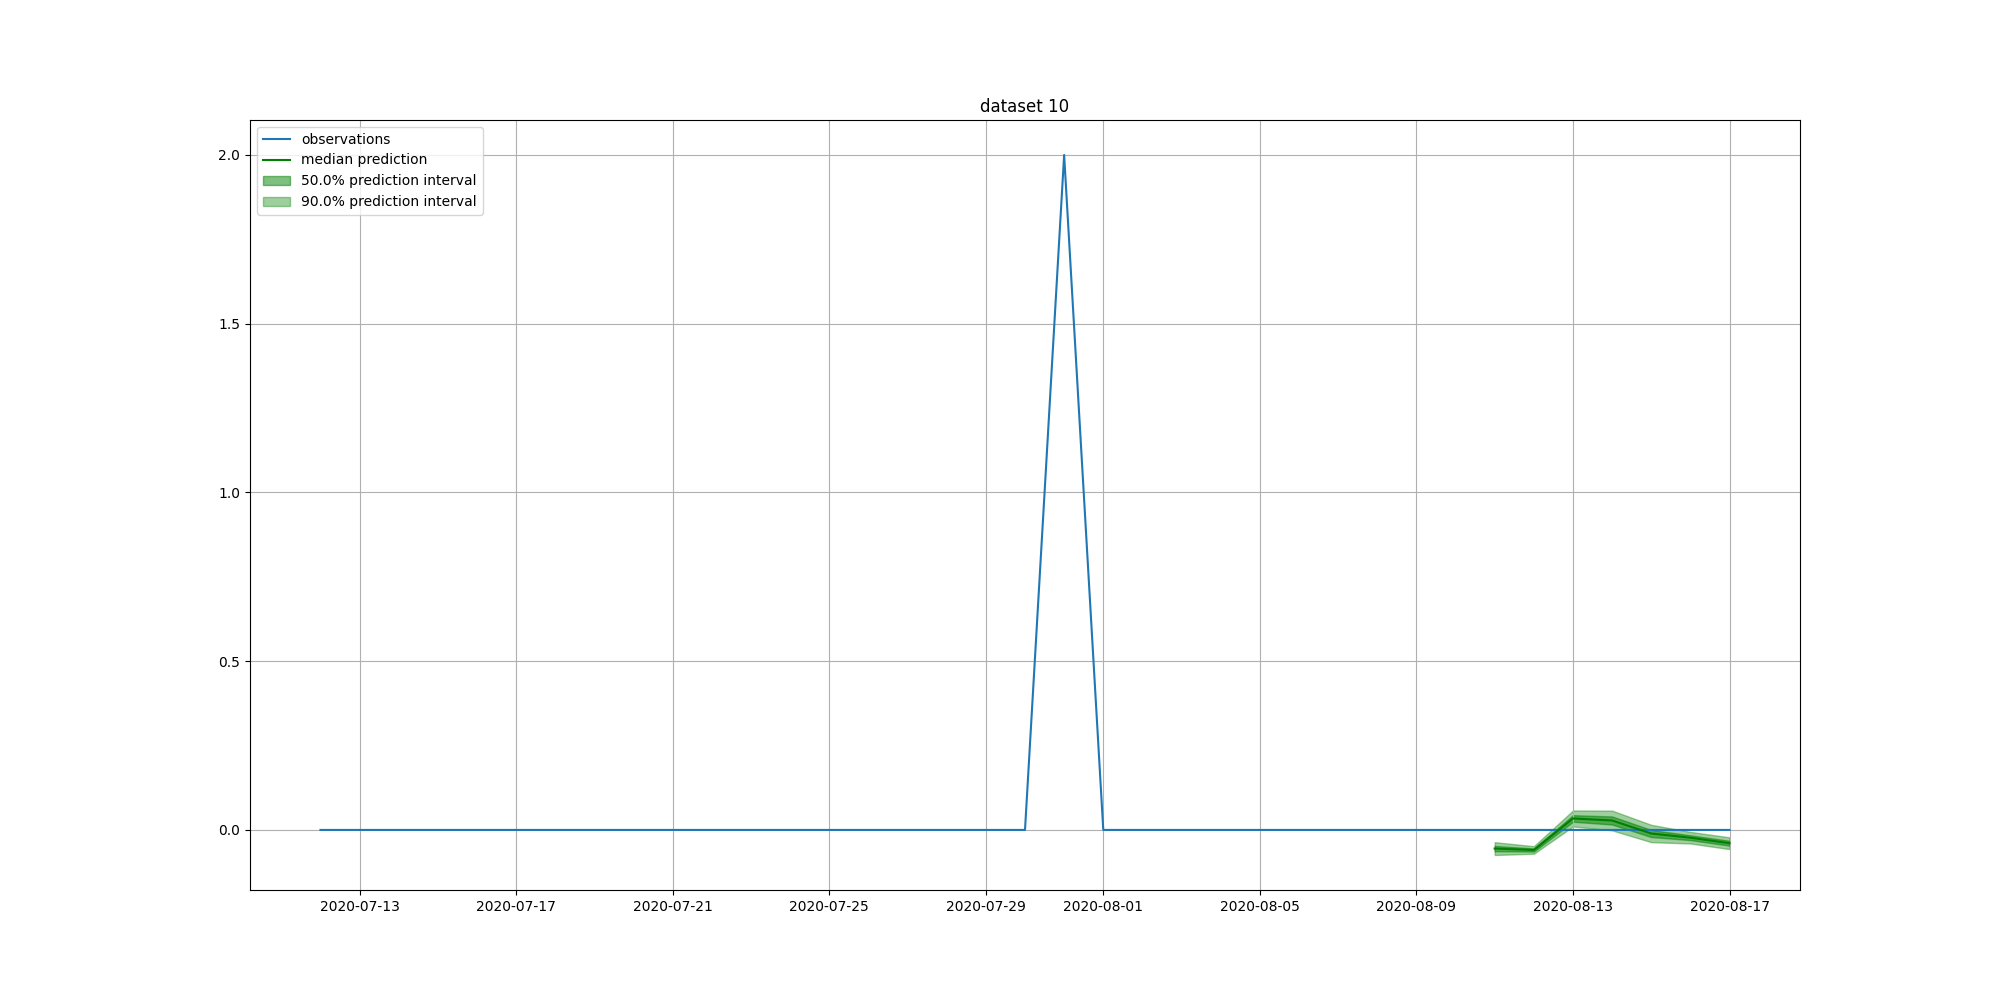 dataset 10
observations
median prediction
50.0% prediction interval
90.0% prediction interval
2.0
1.5
1.0
0.5
0.0
2020-07-13 2020-07-17 2020-07-21 2020-07-25 2020-07-29 2020-08-01 2020-08-05 2020-08-09 2020-08-13 2020-08-17